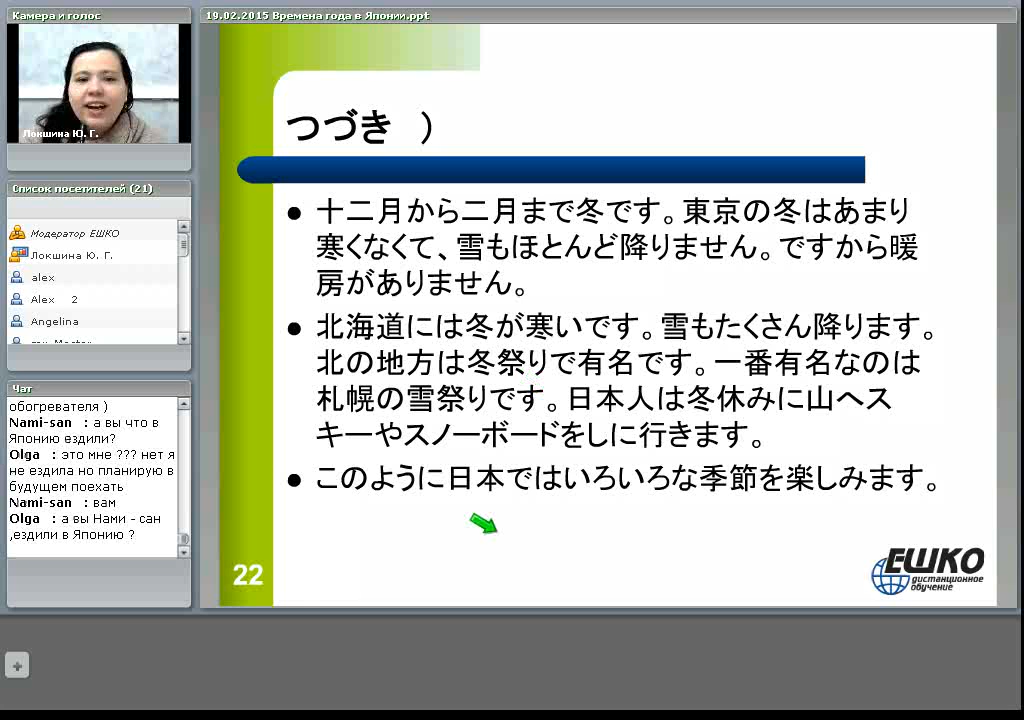 Камера и голос
Локшина Ю. Г.
Список посетителей (21)
Модератор ЕШКО
Локшина Ю. Г.
alex
Alex 2
Angelina
Чат
обогревателя )
Nami-san : а вы что в
Японию ездили?
Olga : это мне ??? нет я
не ездила но планирую в
будущем поехать
Nami-san : вам
Olga : а вы Нами - сан
,ездили в Японию ?
19.02.2015 Времена года в Японии.ppt
つづき )
● 十二月から二月まで冬です。東京の冬はあまり
寒くなくて、雪もほとんど降りません。ですから暖
房がありません。
● 北海道には冬が寒いです。雪もたくさん降ります。
北の地方は冬祭りで有名です。一番有名なのは
札幌の雪祭りです。日本人は冬休みに山へス
キーやスノーボードをしに行きます。
● このように日本ではいろいろな季節を楽しみます。
22
ЕШКО
дистанционное
обучение